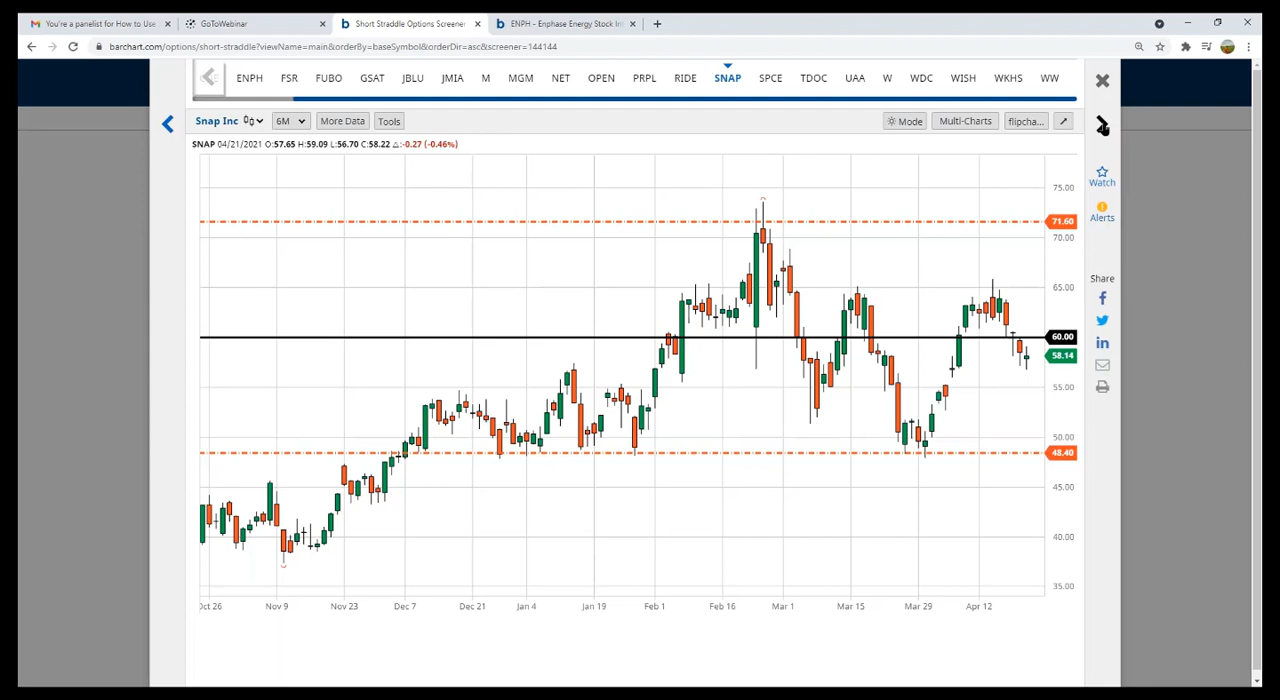 You're a panelist for How to Use
GoToWebinar
Short Straddle Options Screener
ENPH - Enphase Energy Stock In
barchart.com/options/short-straddle?viewName=main&orderBy=baseSymbol&orderDir=asc&screener=144144
ENPH FSR FUBO GSAT JBLU JMIA M MGM NET OPEN PRPL RIDE SNAP SPCE TDOC UAA W WDC WISH WKHS WW
Snap Inc 6M More Data Tools Mode Multi-Charts flipcha...
SNAP 04/21/2021 O:57.65 H:59.09 L:56.70 C:58.22 △:-0.27 (-0.46%)
Watch
Alerts
Share
75.00
71.60
70.00
65.00
60.00
58.14
55.00
50.00
48.40
45.00
40.00
35.00
Oct 26 Nov 9 Nov 23 Dec 7 Dec 21 Jan 4 Jan 19 Feb 1 Feb 16 Mar 1 Mar 15 Mar 29 Apr 12